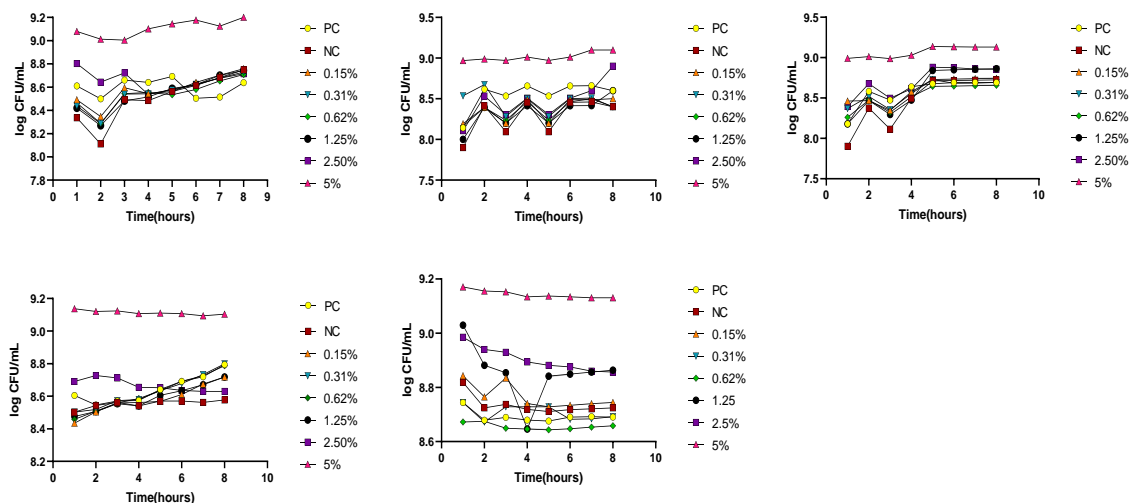 9.2
9.0
8.8
8.6
8.4
8.2
8.0
7.8
log CFU/mL
0 1 2 3 4 5 6 7 8 9
Time(hours)
PC
NC
0.15%
0.31%
0.62%
1.25%
2.50%
5%
9.5
9.0
8.5
8.0
7.5
log CFU/mL
0 2 4 6 8 10
Time(hours)
PC
NC
0.15%
0.31%
0.62%
1.25%
2.50%
5%
9.5
9.0
8.5
8.0
7.5
log CFU/mL
0 2 4 6 8 10
Time(hours)
PC
NC
0.15%
0.31%
0.62%
1.25%
2.50%
5%
9.2
9.0
8.8
8.6
8.4
8.2
log CFU/mL
0 2 4 6 8 10
Time(hours)
PC
NC
0.15%
0.31%
0.62%
1.25%
2.50%
5%
9.2
9.0
8.8
8.6
log CFU/mL
0 2 4 6 8 10
Time(hours)
PC
NC
0.15%
0.31%
0.62%
1.25
2.5%
5%